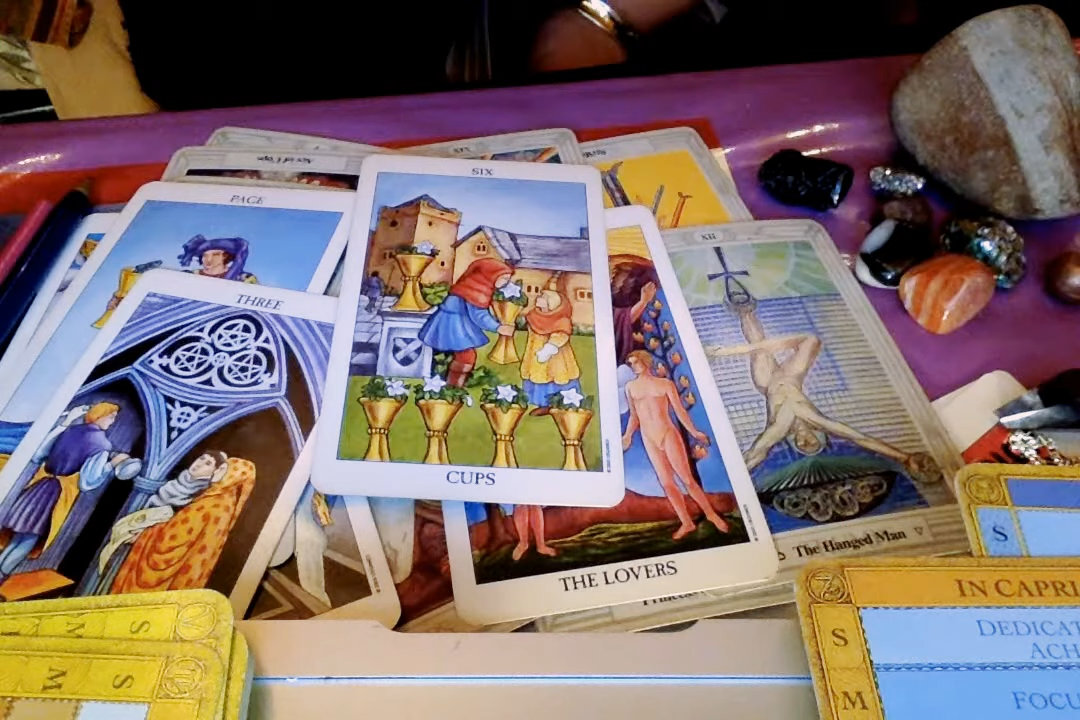 SIX
PAGE
XII
THREE
CUPS
The Hanged Man
THE LOVERS
S
IN CAPRI
S
DEDICAT
ACH
M
FOCU
S
M
S
M